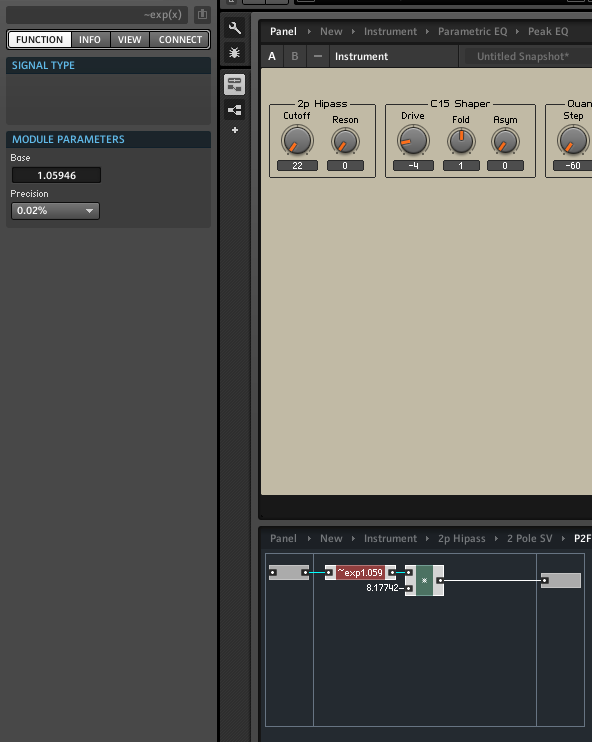 ~exp(x)
FUNCTION INFO VIEW CONNECT
SIGNAL TYPE
MODULE PARAMETERS
Base
1.05946
Precision
0.02%
Panel New Instrument Parametric EQ Peak EQ
A B Instrument Untitled Snapshot*
2p Hipass C15 Shaper Quan
Cutoff Reson Drive Fold Asym Step
22 0 -4 1 0 -60
Panel New Instrument 2p Hipass 2 Pole SV P2F
~exp1.059
8.17742